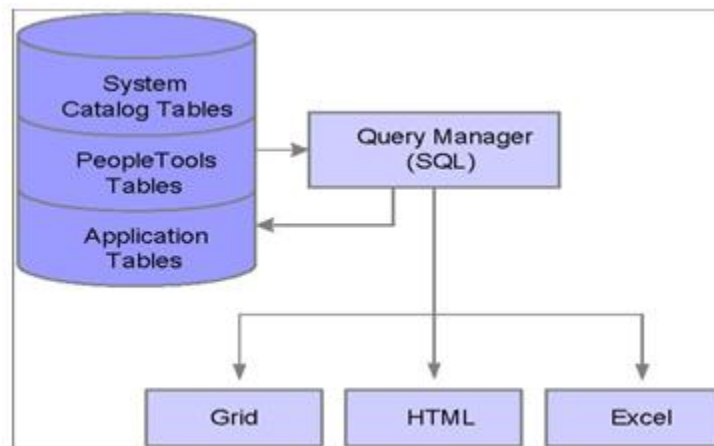 System
Catalog Tables
PeopleTools
Tables
Application
Tables
Query Manager
(SQL)
Grid
HTML
Excel